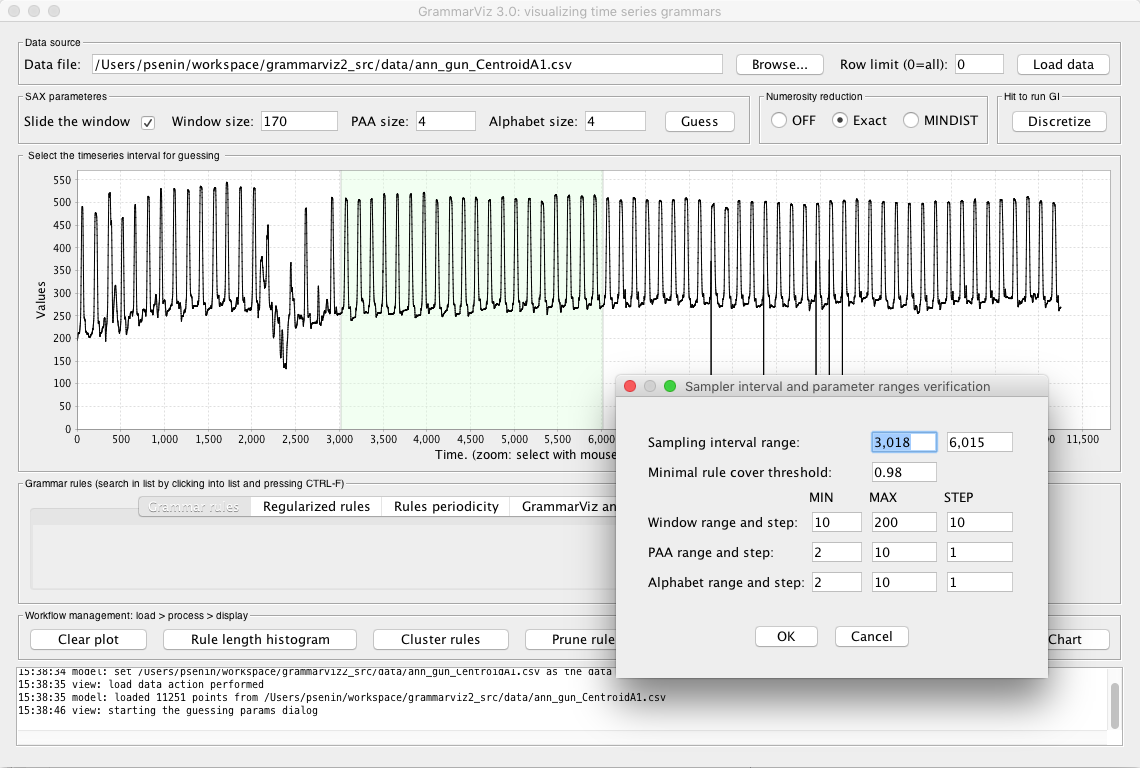 GrammarViz 3.0: visualizing time series grammars
Data source
Data file: /Users/psenin/workspace/grammarviz2_src/data/ann_gun_CentroidA1.csv Browse... Row limit (0=all): 0 Load data
SAX parameteres Numerosity reduction Hit to run GI
Slide the window Window size: 170 PAA size: 4 Alphabet size: 4 Guess OFF Exact MINDIST Discretize
Select the timeseries interval for guessing
550
500
450
400
350
300
250
200
150
100
50
0
Values
0 500 1,000 1,500 2,000 2,500 3,000 3,500 4,000 4,500 5,000 5,500 6,000 11,500
Time. (zoom: select with mouse
Sampler interval and parameter ranges verification
Sampling interval range: 3,018 6,015
Minimal rule cover threshold: 0.98
MIN MAX STEP
Window range and step: 10 200 10
PAA range and step: 2 10 1
Alphabet range and step: 2 10 1
OK Cancel
Grammar rules (search in list by clicking into list and pressing CTRL-F)
Grammar rules Regularized rules Rules periodicity GrammarViz an
Workflow management: load > process > display
Clear plot Rule length histogram Cluster rules Prune rule Chart
15:38:34 model: set /Users/psenin/workspace/grammarviz2_src/data/ann_gun_CentroidA1.csv as the data
15:38:35 view: load data action performed
15:38:35 model: loaded 11251 points from /Users/psenin/workspace/grammarviz2_src/data/ann_gun_CentroidA1.csv
15:38:46 view: starting the guessing params dialog